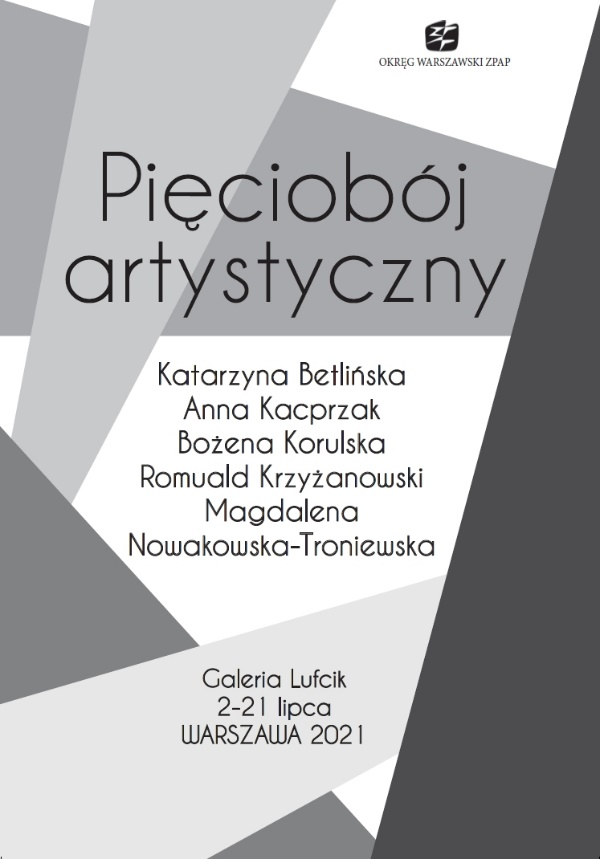 OKRĘG WARSZAWSKI ZPAP
Pięciobój
artystyczny
Katarzyna Betlińska
Anna Kacprzak
Bożena Korulska
Romuald Krzyżanowski
Magdalena
Nowakowska-Troniewska
Galeria Lufcik
2-21 lipca
WARSZAWA 2021